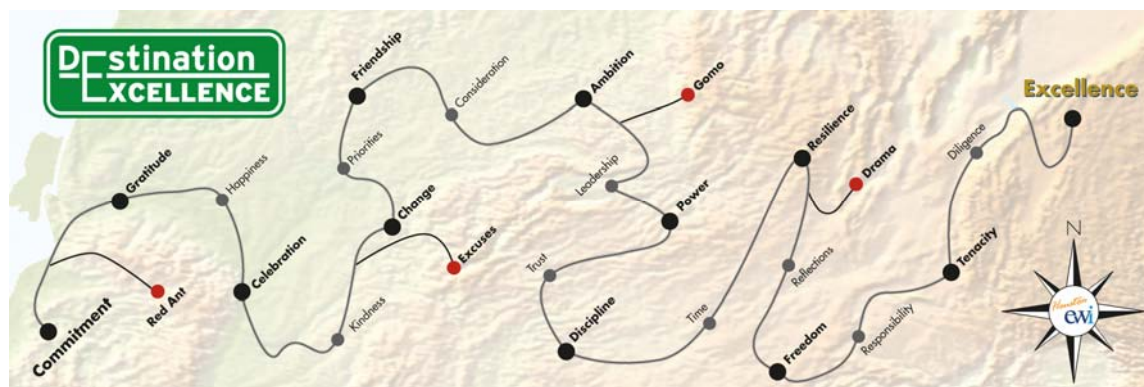 Destination
EXCELLENCE
Commitment
Red Ant
Gratitude
Happiness
Celebration
Kindness
Excuses
Change
Priorities
Friendship
Consideration
Ambition
Gomo
Leadership
Power
Trust
Discipline
Time
Resilience
Drama
Reflections
Freedom
Responsibility
Tenacity
Diligence
Excellence
N
Houston
ewi